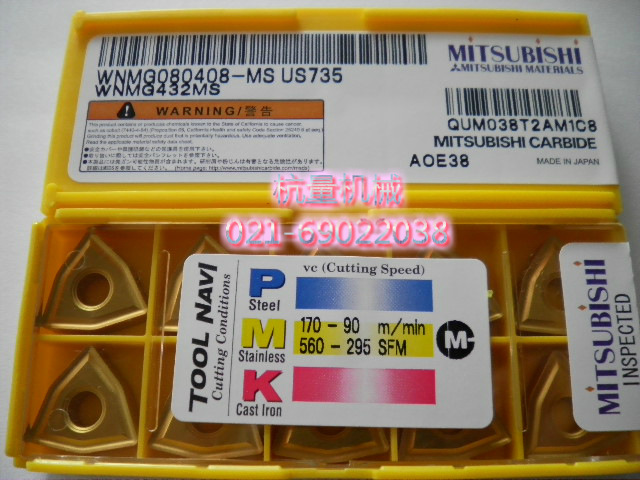 WNMG080408-MS US735
WNMG432MS
MITSUBISHI
MITSUBISHI MATERIALS
WARNING/警告
QUM038T2AM1C8
MITSUBISHI CARBIDE
AOE38
MADE IN JAPAN
杭量机械
021-69022038
TOOL NAVI
Cutting Conditions
vc (Cutting Speed)
P
Steel
M
Stainless
170 - 90 m/min
560 - 295 SFM
M
K
Cast Iron
MITSUBISHI
INSPECTED